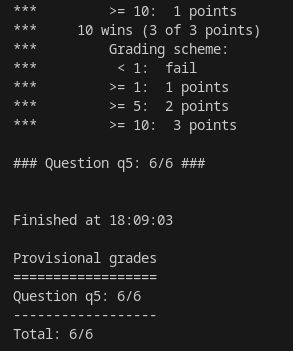 ***         >= 10:  1 points
***     10 wins (3 of 3 points)
***         Grading scheme:
***          < 1:  fail
***         >= 1:  1 points
***         >= 5:  2 points
***         >= 10:  3 points
### Question q5: 6/6 ###
Finished at 18:09:03
Provisional grades
==================
Question q5: 6/6
------------------
Total: 6/6